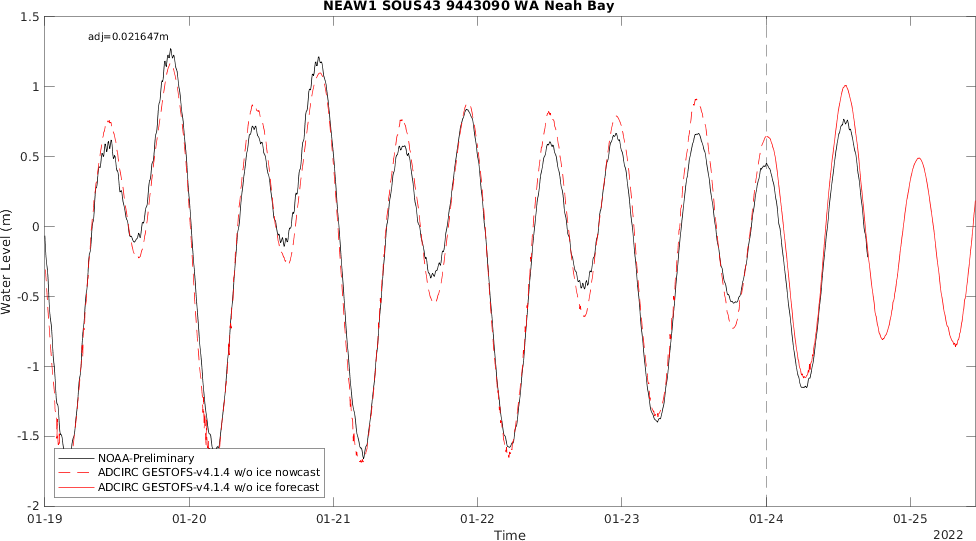 NEAW1 SOUS43 9443090 WA Neah Bay
adj=0.021647m
1.5
1
0.5
0
-0.5
-1
-1.5
-2
Water Level (m)
NOAA-Preliminary
ADCIRC GESTOFS-v4.1.4 w/o ice nowcast
ADCIRC GESTOFS-v4.1.4 w/o ice forecast
01-19 01-20 01-21 01-22 01-23 01-24 01-25
Time
2022